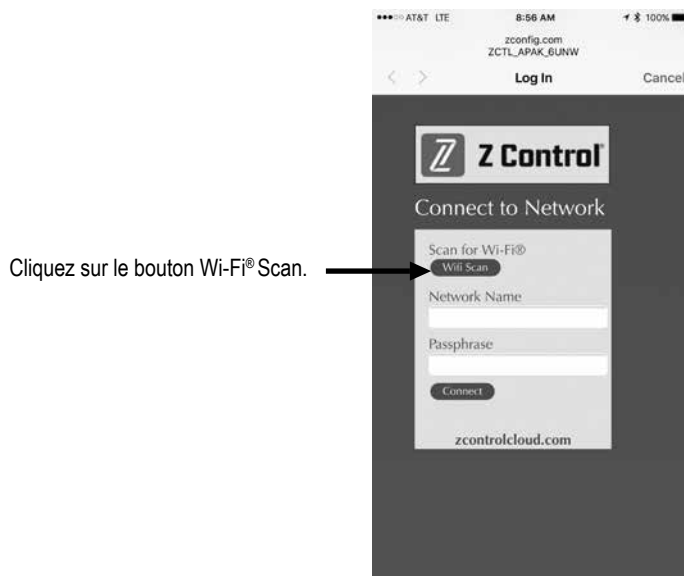 AT&T LTE 8:56 AM 100%
zconfig.com
ZCTL_APAK_6UNW
< > Log In Cancel
Z Control
Connect to Network
Scan for Wi-Fi®
Wifi Scan
Cliquez sur le bouton Wi-Fi® Scan.
Network Name
Passphrase
Connect
zcontrolcloud.com